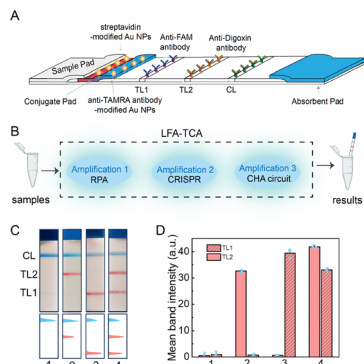 A
streptavidin
-modified Au NPs
Anti-FAM
antibody
Anti-Digoxin
antibody
Sample Pad
TL1
TL2
CL
Conjugate Pad
anti-TAMRA antibody
-modified Au NPs
Absorbent Pad
B
LFA-TCA
Amplification 1
RPA
Amplification 2
CRISPR
Amplification 3
CHA circuit
samples
results
C
CL
TL2
TL1
D
Mean band intensity (a.u.)
40
30
20
10
0
TL1
TL2
1
2
3
4